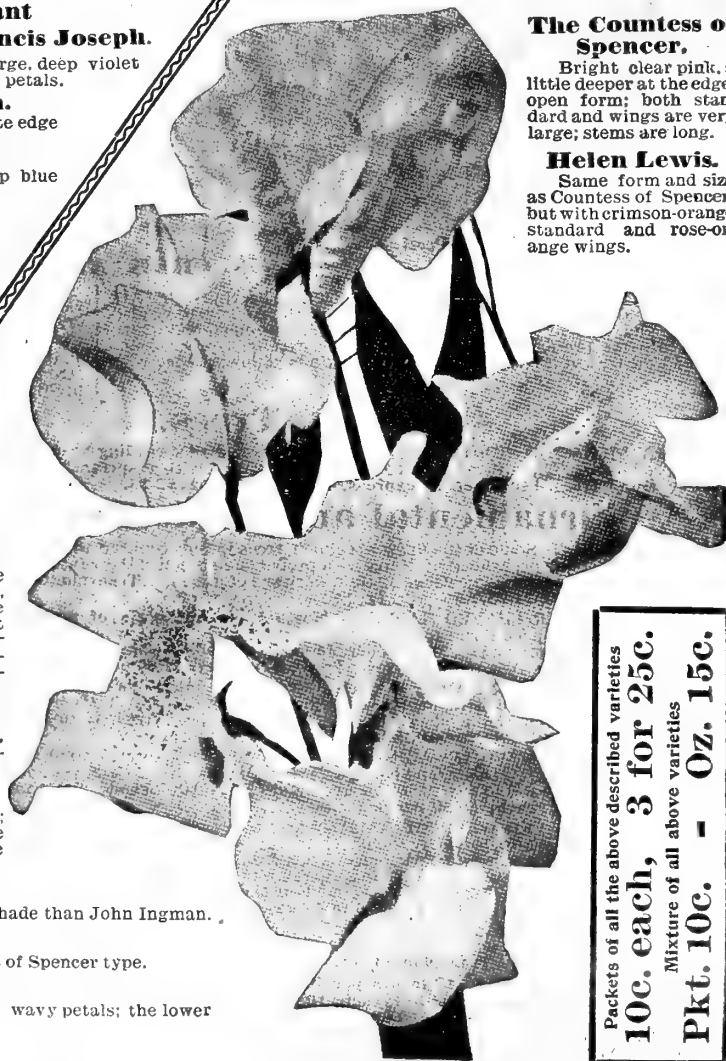 ncis Joseph.
rge, deep violet
petals.
te edge
p blue
The Countess o
Spencer.
Bright clear pink,
little deeper at the edge
open form; both stan
dard and wings are ver
large; stems are long.
Helen Lewis.
Same form and siz
as Countess of Spencer
but with crimson-orang
standard and rose-or
ange wings.
hade than John Ingman.
of Spencer type.
wavy petals; the lower
Packets of all the above described varieties
10c. each, 3 for 25c.
Mixture of all above varieties
Pkt. 10c. - Oz. 15c.